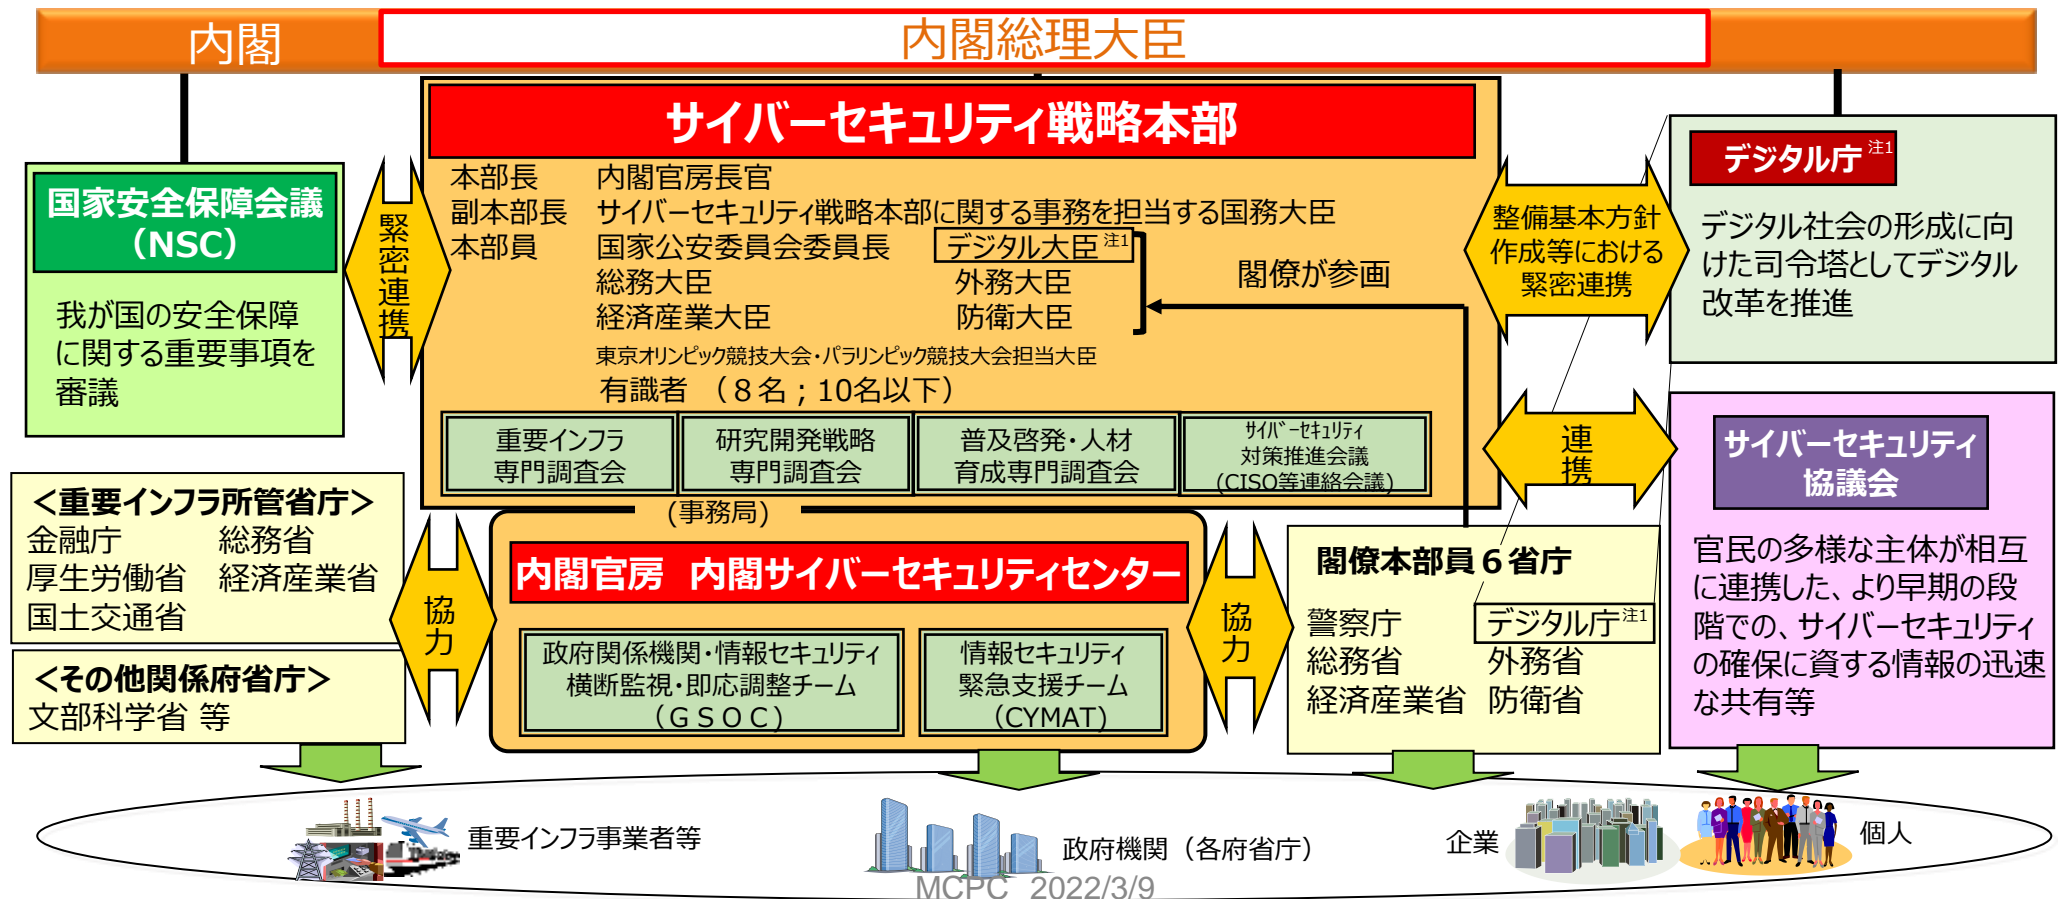 内閣
内閣総理大臣
サイバーセキュリティ戦略本部
本部長 内閣官房長官
副本部長 サイバーセキュリティ戦略本部に関する事務を担当する国務大臣
本部員 国家公安委員会委員長 デジタル大臣 注1
総務大臣 外務大臣
経済産業大臣 防衛大臣
東京オリンピック競技大会・パラリンピック競技大会担当大臣
有識者 （８名；10名以下）
閣僚が参画
国家安全保障会議
（NSC）
我が国の安全保障
に関する重要事項を
審議
緊密連携
整備基本方針
作成等における
緊密連携
デジタル庁 注1
デジタル社会の形成に向
けた司令塔としてデジタル
改革を推進
重要インフラ
専門調査会
研究開発戦略
専門調査会
普及啓発・人材
育成専門調査会
ｻｲﾊﾞｰｾｷｭﾘﾃｨ
対策推進会議
(CISO等連絡会議)
連携
サイバーセキュリティ
協議会
官民の多様な主体が相互
に連携した、より早期の段
階での、サイバーセキュリティ
の確保に資する情報の迅速
な共有等
＜重要インフラ所管省庁＞
金融庁 総務省
厚生労働省 経済産業省
国土交通省
＜その他関係府省庁＞
文部科学省 等
協力
(事務局)
内閣官房 内閣サイバーセキュリティセンター
政府関係機関・情報セキュリティ
横断監視・即応調整チーム
（ＧＳＯＣ）
情報セキュリティ
緊急支援チーム
（CYMAT)
協力
閣僚本部員６省庁
警察庁 デジタル庁 注1
総務省 外務省
経済産業省 防衛省
重要インフラ事業者等
政府機関（各府省庁）
企業
個人
MCPC 2022/3/9